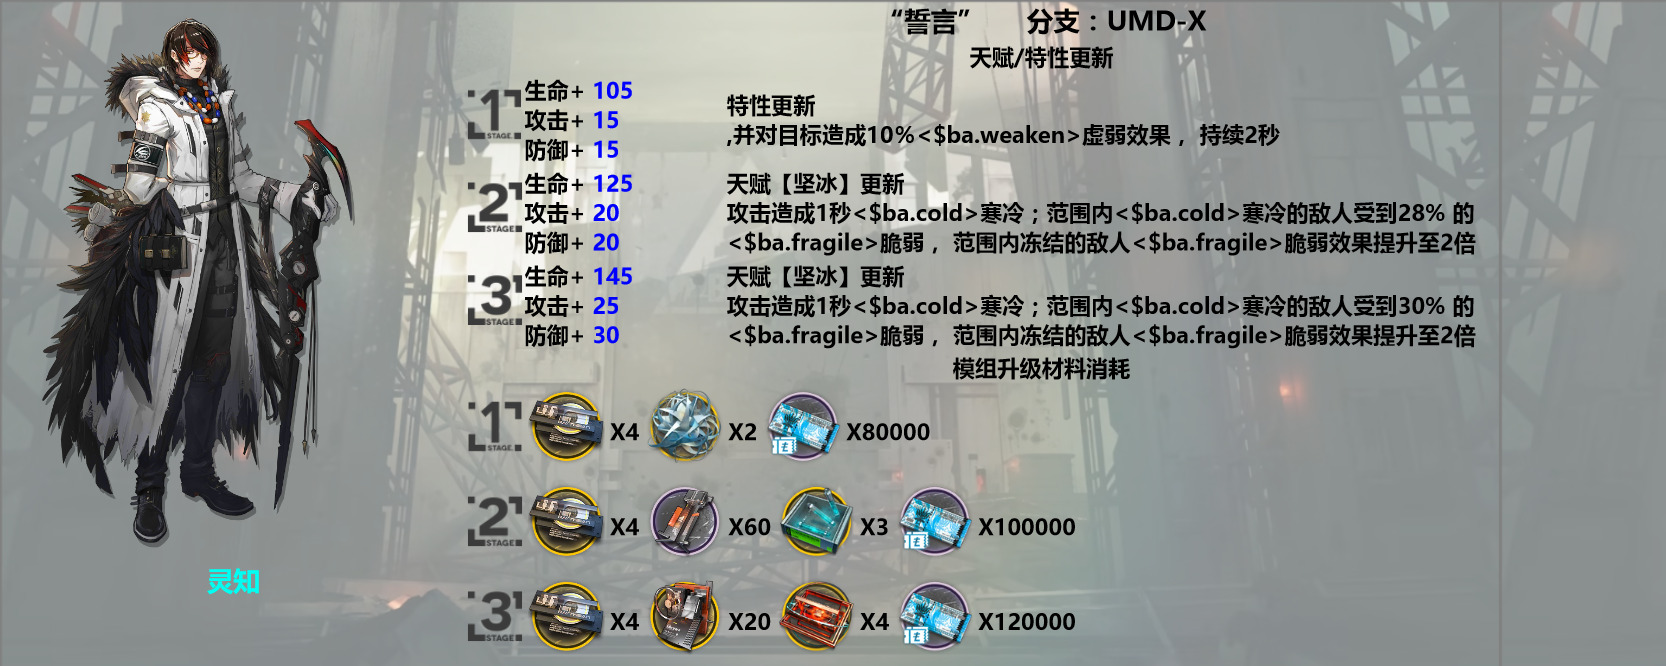 “誓言” 分支：UMD-X
天赋/特性更新
1 STAGE.
生命+ 105
攻击+ 15
防御+ 15
特性更新
,并对目标造成10%<$ba.weaken>虚弱效果，持续2秒
2 STAGE.
生命+ 125
攻击+ 20
防御+ 20
天赋【坚冰】更新
攻击造成1秒<$ba.cold>寒冷；范围内<$ba.cold>寒冷的敌人受到28% 的
<$ba.fragile>脆弱，范围内冻结的敌人<$ba.fragile>脆弱效果提升至2倍
3 STAGE.
生命+ 145
攻击+ 25
防御+ 30
天赋【坚冰】更新
攻击造成1秒<$ba.cold>寒冷；范围内<$ba.cold>寒冷的敌人受到30% 的
<$ba.fragile>脆弱，范围内冻结的敌人<$ba.fragile>脆弱效果提升至2倍
模组升级材料消耗
1 STAGE. X4 X2 X80000
2 STAGE. X4 X60 X3 X100000
3 STAGE. X4 X20 X4 X120000
灵知